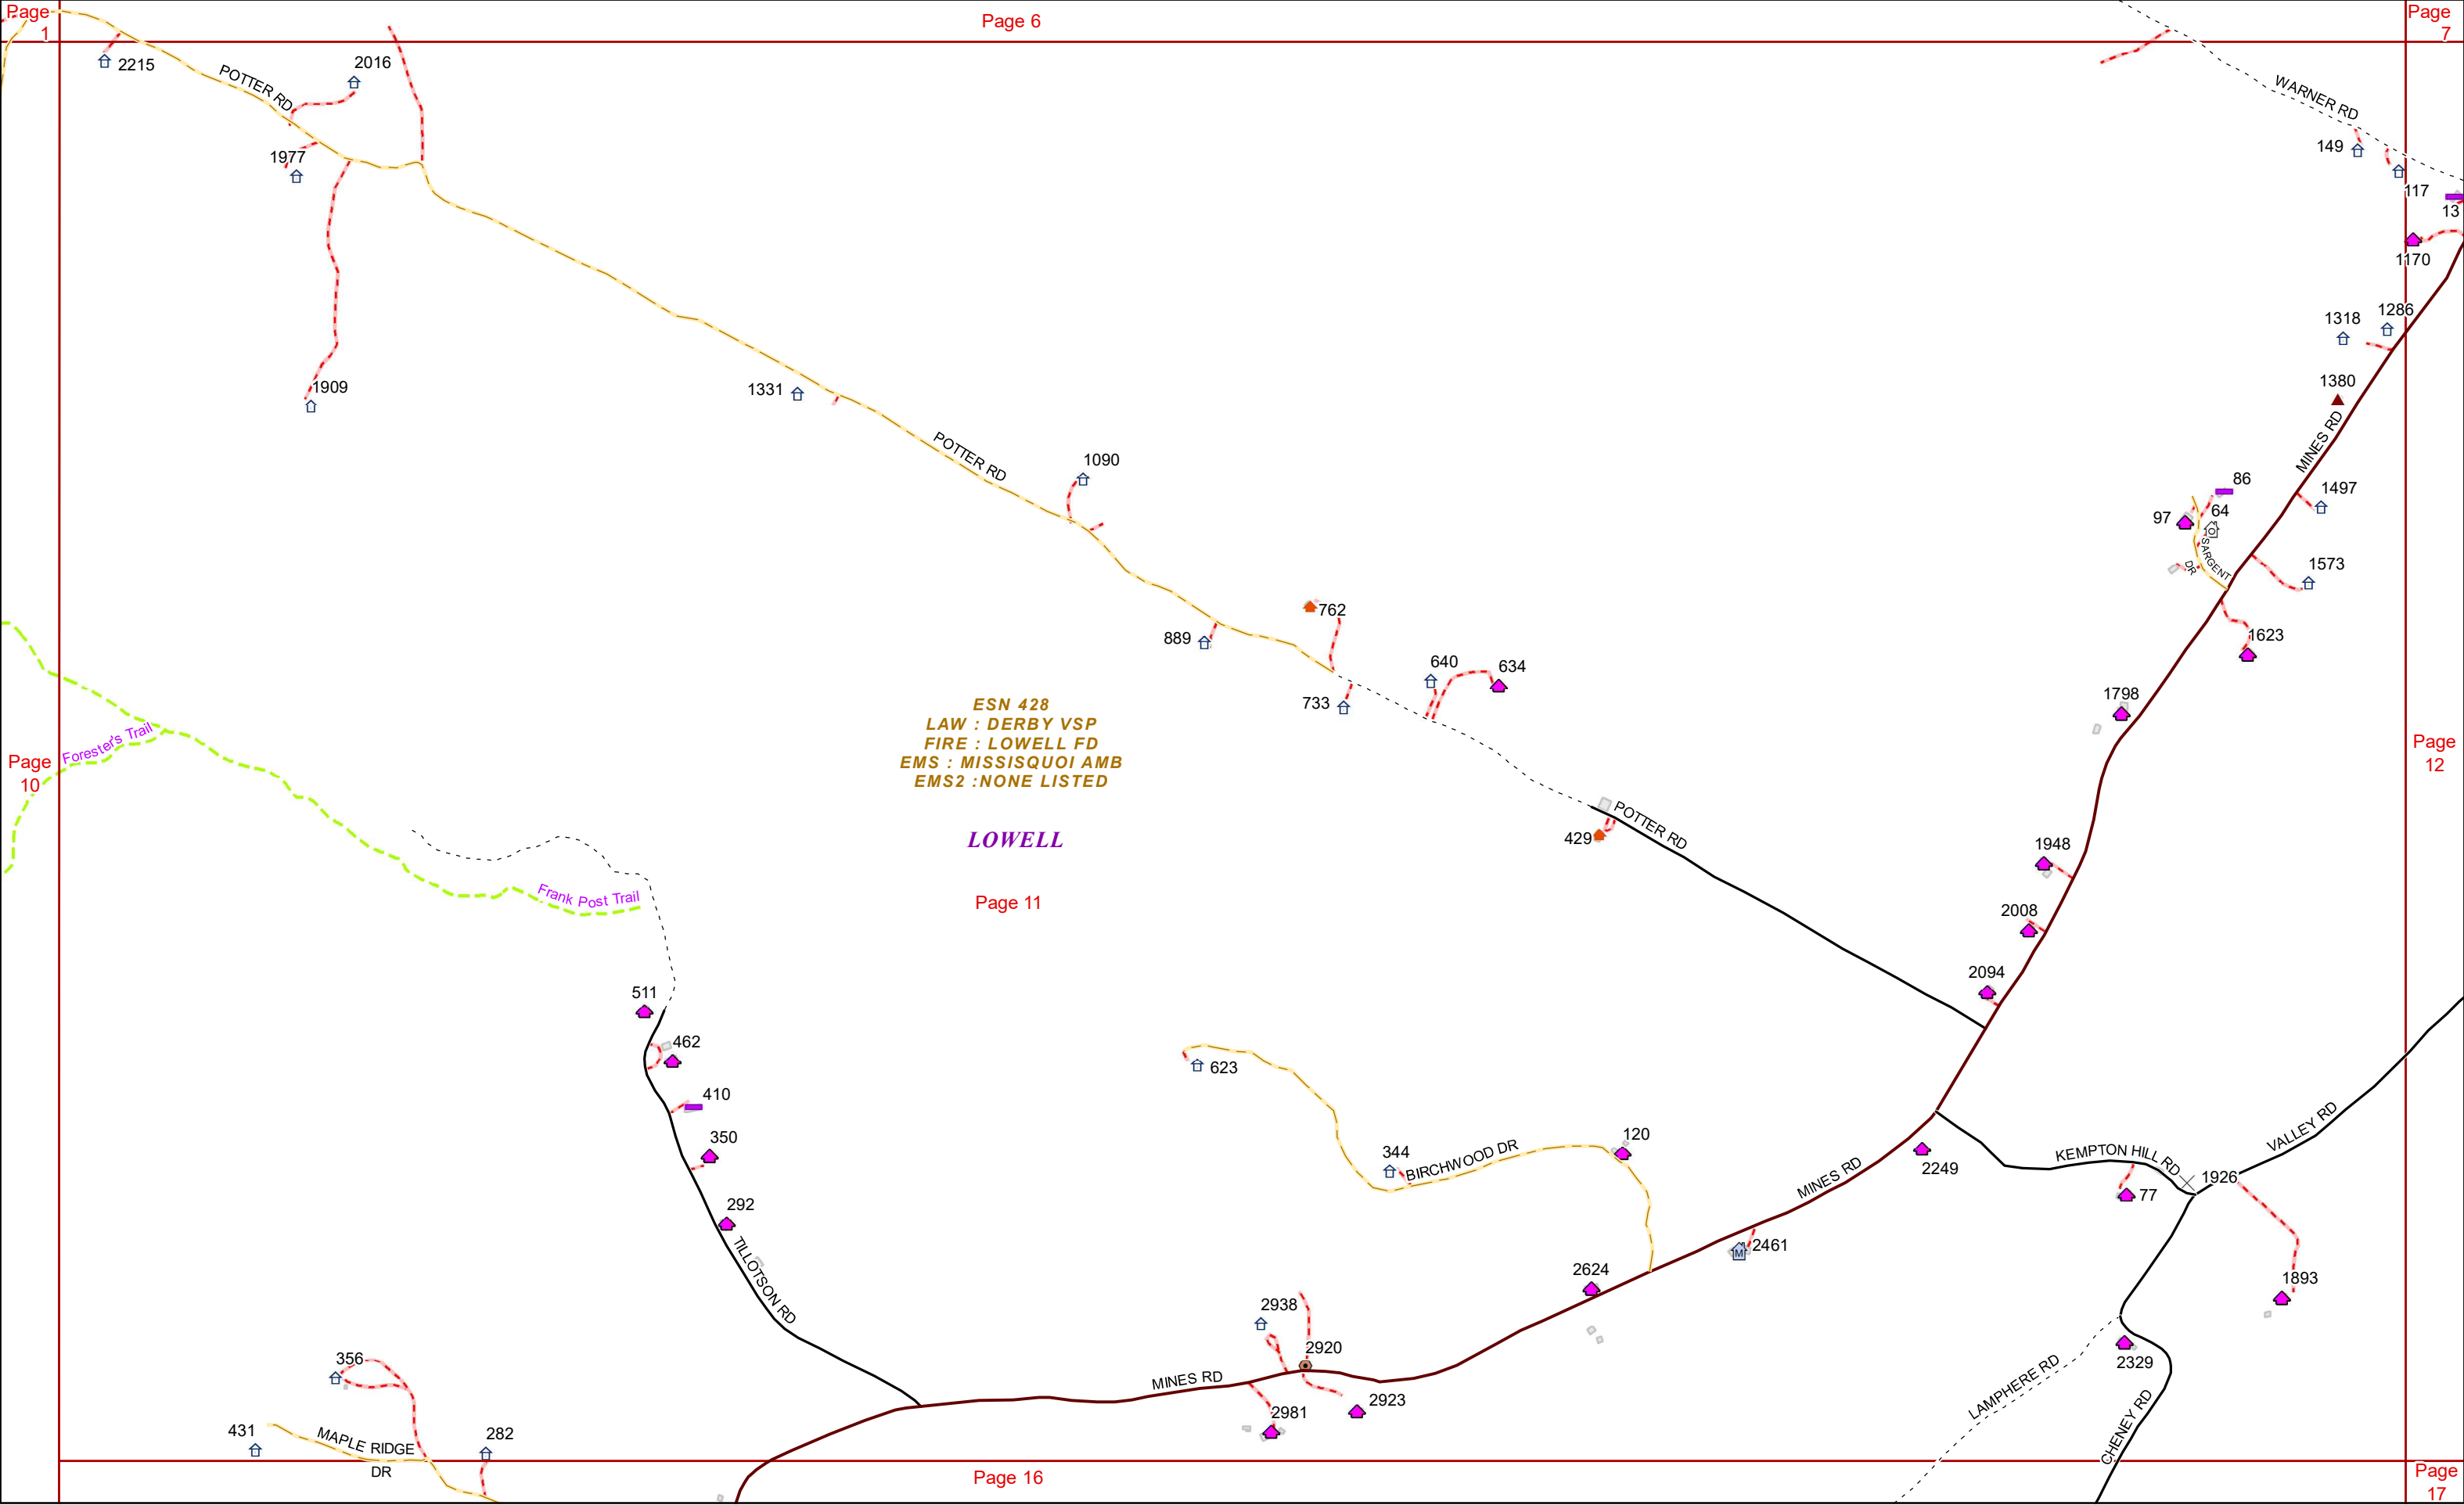 Page
1
Page 6
Page
7
2215
POTTER RD
2016
WARNER RD
1977
149
117
13
1170
1909
1331
1318
1286
1380
MINES RD
POTTER RD
1090
86
1497
97
64
SARGENT
DR
1573
762
889
1623
640
634
733
1798
ESN 428
LAW : DERBY VSP
FIRE : LOWELL FD
EMS : MISSISQUOI AMB
EMS2 :NONE LISTED
Forester's Trail
Page
10
Page
12
LOWELL
429
POTTER RD
1948
Frank Post Trail
Page 11
2008
2094
511
462
623
410
350
344
BIRCHWOOD DR
120
MINES RD
2249
KEMPTON HILL RD
VALLEY RD
1926
77
292
TILLOTSON RD
M
2461
2624
1893
2938
2920
356
MINES RD
2923
2981
2329
LAMPHERE RD
CHENEY RD
431
MAPLE RIDGE
DR
282
Page 16
Page
17